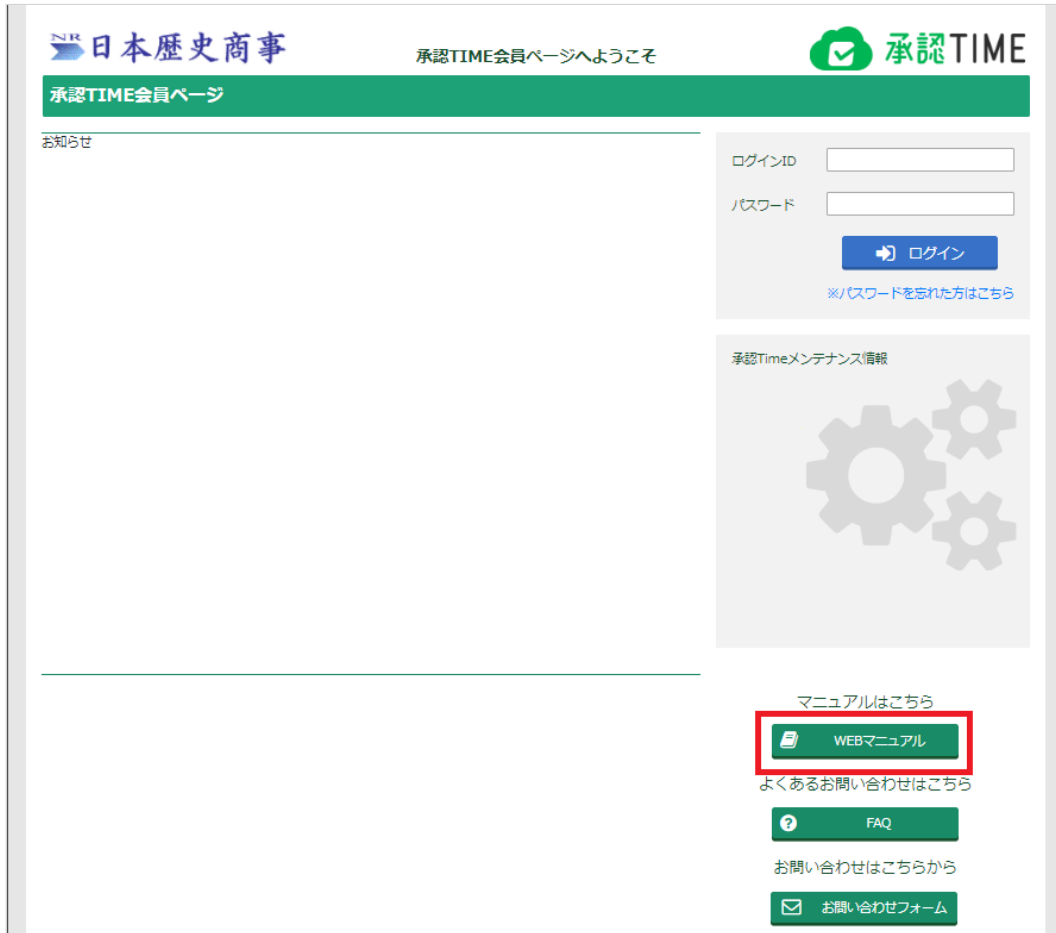 NR 日本歴史商事
承認TIME会員ページへようこそ
承認TIME
承認TIME会員ページ
お知らせ
ログインID
パスワード
ログイン
※パスワードを忘れた方はこちら
承認Timeメンテナンス情報
マニュアルはこちら
WEBマニュアル
よくあるお問い合わせはこちら
FAQ
お問い合わせはこちらから
お問い合わせフォーム